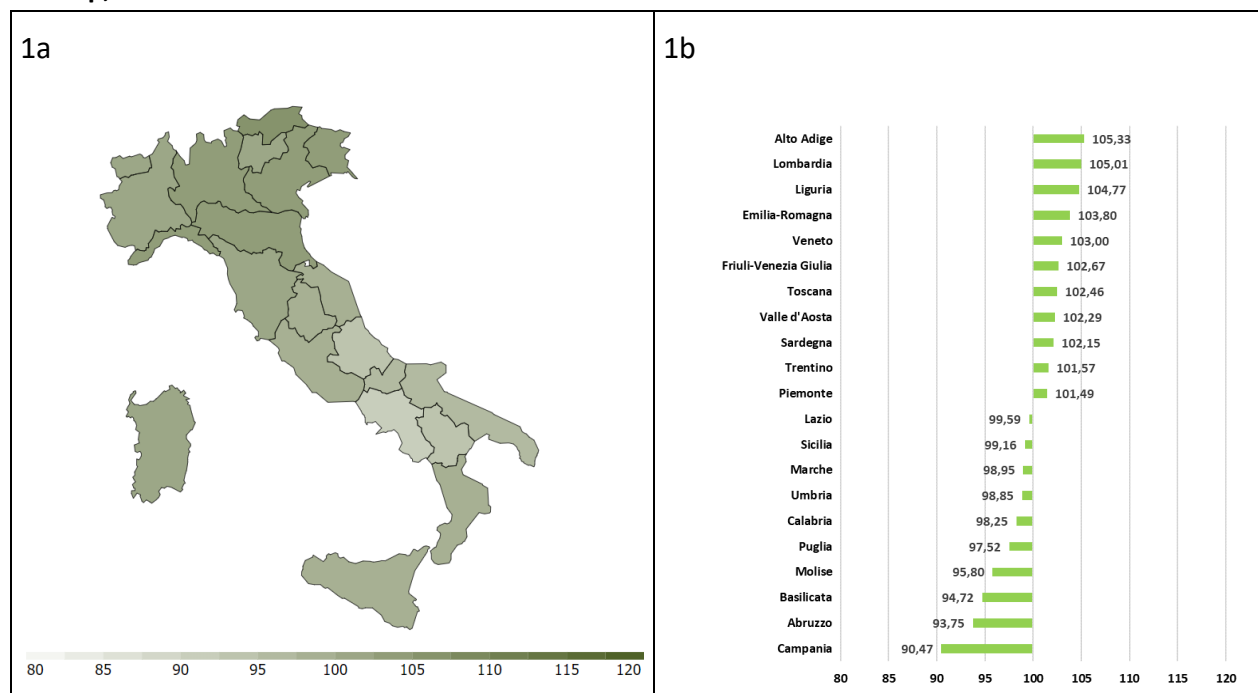 1a
80 85 90 95 100 105 110 115 120
1b
Alto Adige 105,33
Lombardia 105,01
Liguria 104,77
Emilia-Romagna 103,80
Veneto 103,00
Friuli-Venezia Giulia 102,67
Toscana 102,46
Valle d'Aosta 102,29
Sardegna 102,15
Trentino 101,57
Piemonte 101,49
Lazio 99,59
Sicilia 99,16
Marche 98,95
Umbria 98,85
Calabria 98,25
Puglia 97,52
Molise 95,80
Basilicata 94,72
Abruzzo 93,75
Campania 90,47
80 85 90 95 100 105 110 115 120